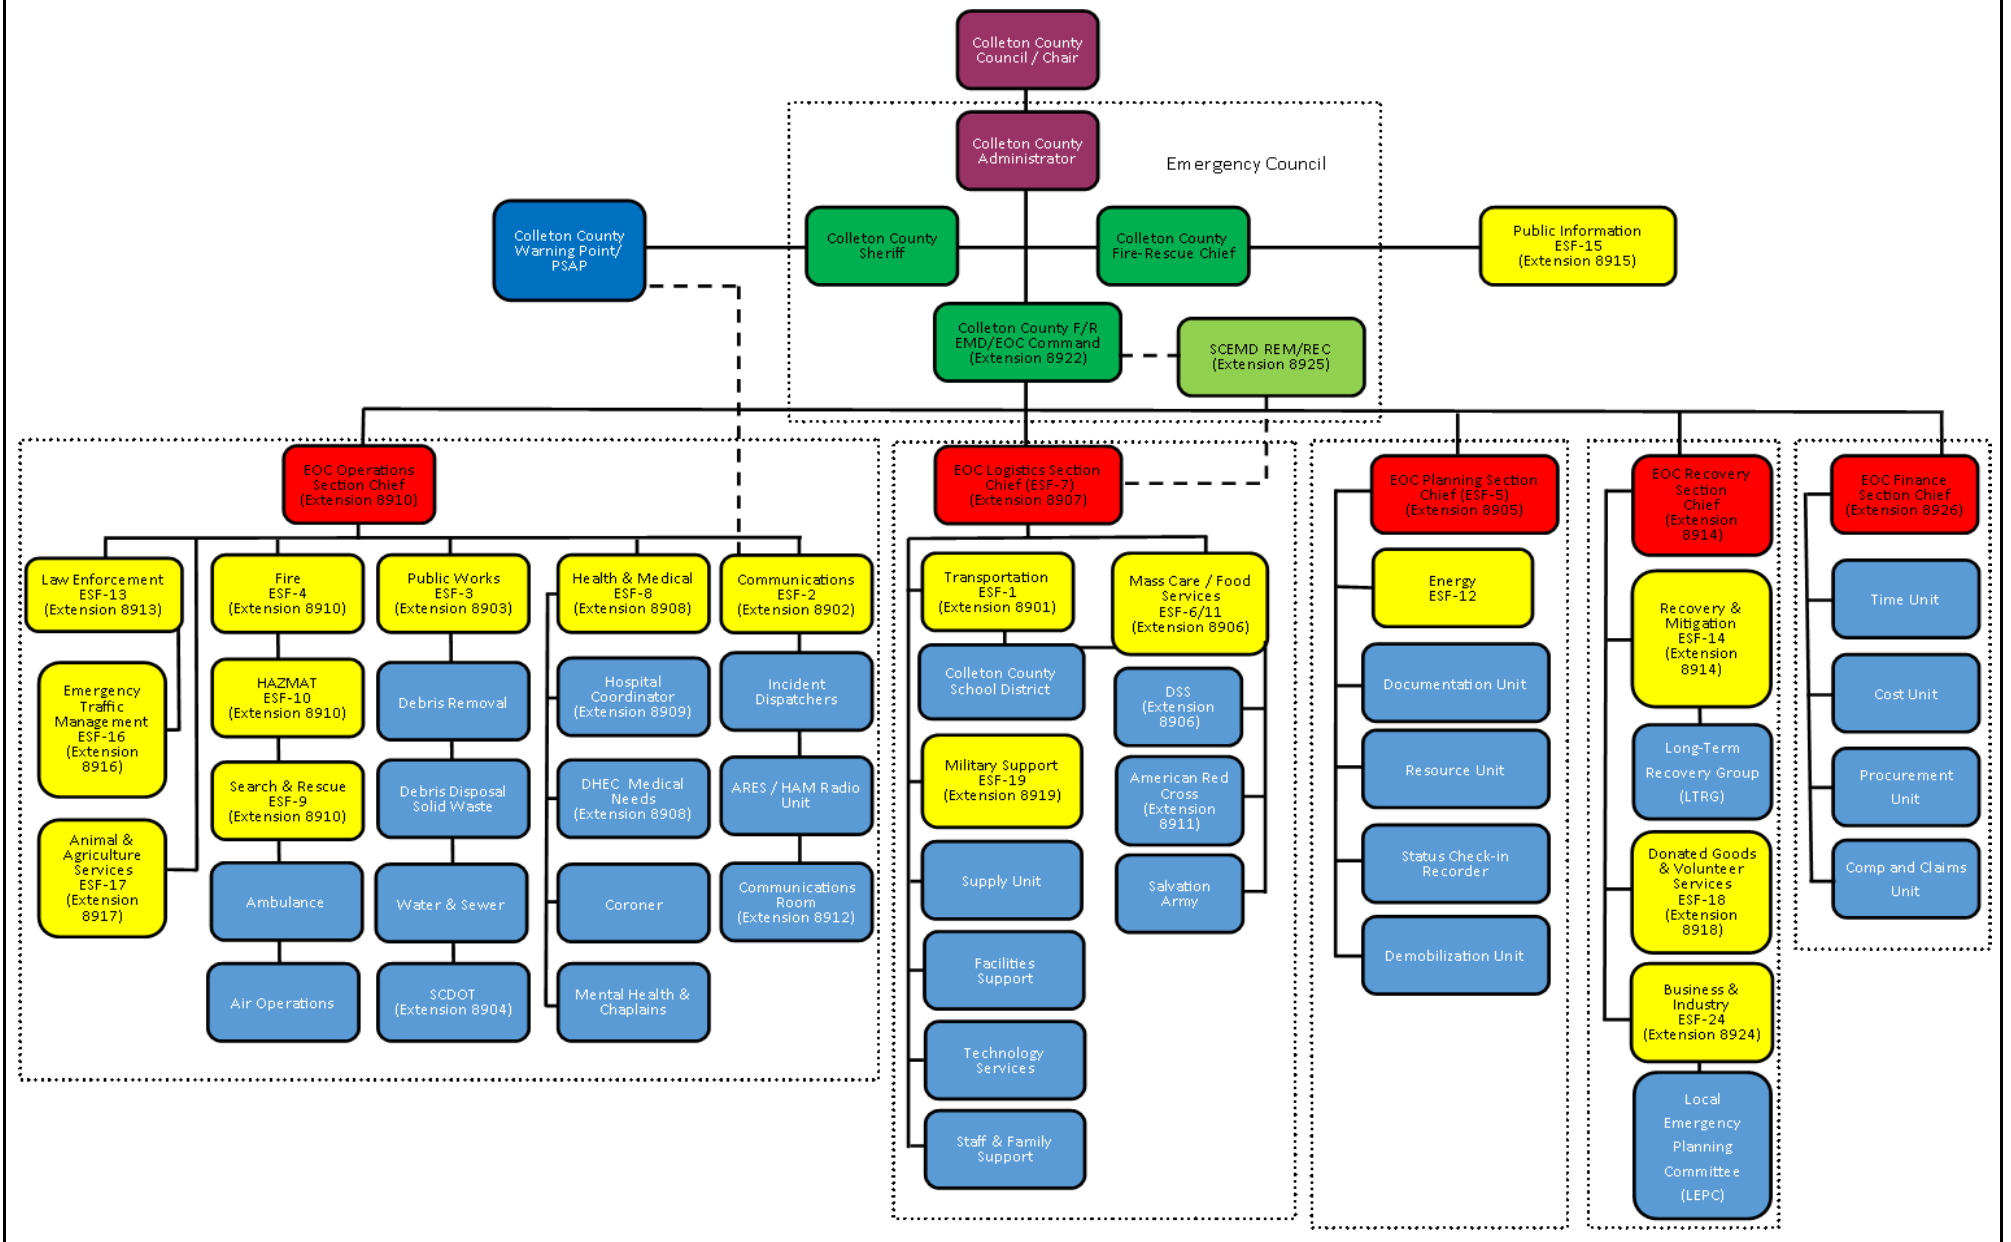 Colleton County
Council / Chair
Colleton County
Administrator
Emergency Council
Colleton County
Warning Point/
PSAP
Colleton County
Sheriff
Colleton County
Fire-Rescue Chief
Public Information
ESF-15
(Extension 8915)
Colleton County F/R
EMD/EOC Command
(Extension 8922)
SCEMD REM/REC
(Extension 8925)
EOC Operations
Section Chief
(Extension 8910)
Law Enforcement
ESF-13
(Extension 8913)
Emergency
Traffic
Management
ESF-16
(Extension
8916)
Animal &
Agriculture
Services
ESF-17
(Extension
8917)
Fire
ESF-4
(Extension 8910)
HAZMAT
ESF-10
(Extension 8910)
Search & Rescue
ESF-9
(Extension 8910)
Ambulance
Air Operations
Public Works
ESF-3
(Extension 8903)
Debris Removal
Debris Disposal
Solid Waste
Water & Sewer
SCDOT
(Extension 8904)
Health & Medical
ESF-8
(Extension 8908)
Hospital
Coordinator
(Extension 8909)
DHEC Medical
Needs
(Extension 8908)
Coroner
Mental Health &
Chaplains
Communications
ESF-2
(Extension 8902)
Incident
Dispatchers
ARES / HAM Radio
Unit
Communications
Room
(Extension 8912)
EOC Logistics Section
Chief (ESF-7)
(Extension 8907)
Transportation
ESF-1
(Extension 8901)
Colleton County
School District
Military Support
ESF-19
(Extension 8919)
Supply Unit
Facilities
Support
Technology
Services
Staff & Family
Support
Mass Care / Food
Services
ESF-6/11
(Extension 8906)
DSS
(Extension
8906)
American Red
Cross
(Extension
8911)
Salvation
Army
EOC Planning Section
Chief (ESF-5)
(Extension 8905)
Energy
ESF-12
Documentation Unit
Resource Unit
Status Check-in
Recorder
Demobilization Unit
EOC Recovery
Section
Chief
(Extension
8914)
Recovery &
Mitigation
ESF-14
(Extension
8914)
Long-Term
Recovery Group
(LTRG)
Donated Goods
& Volunteer
Services
ESF-18
(Extension
8918)
Business &
Industry
ESF-24
(Extension 8924)
Local
Emergency
Planning
Committee
(LEPC)
EOC Finance
Section Chief
(Extension 8926)
Time Unit
Cost Unit
Procurement
Unit
Comp and Claims
Unit